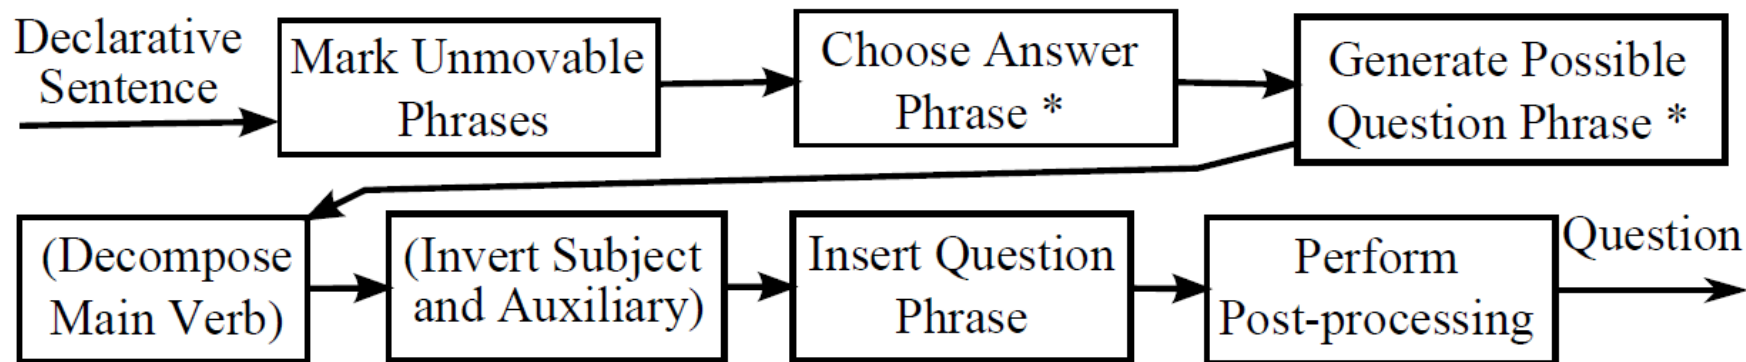 Declarative
Sentence
Mark Unmovable
Phrases
Choose Answer
Phrase *
Generate Possible
Question Phrase *
(Decompose
Main Verb)
(Invert Subject
and Auxiliary)
Insert Question
Phrase
Perform
Post-processing
Question